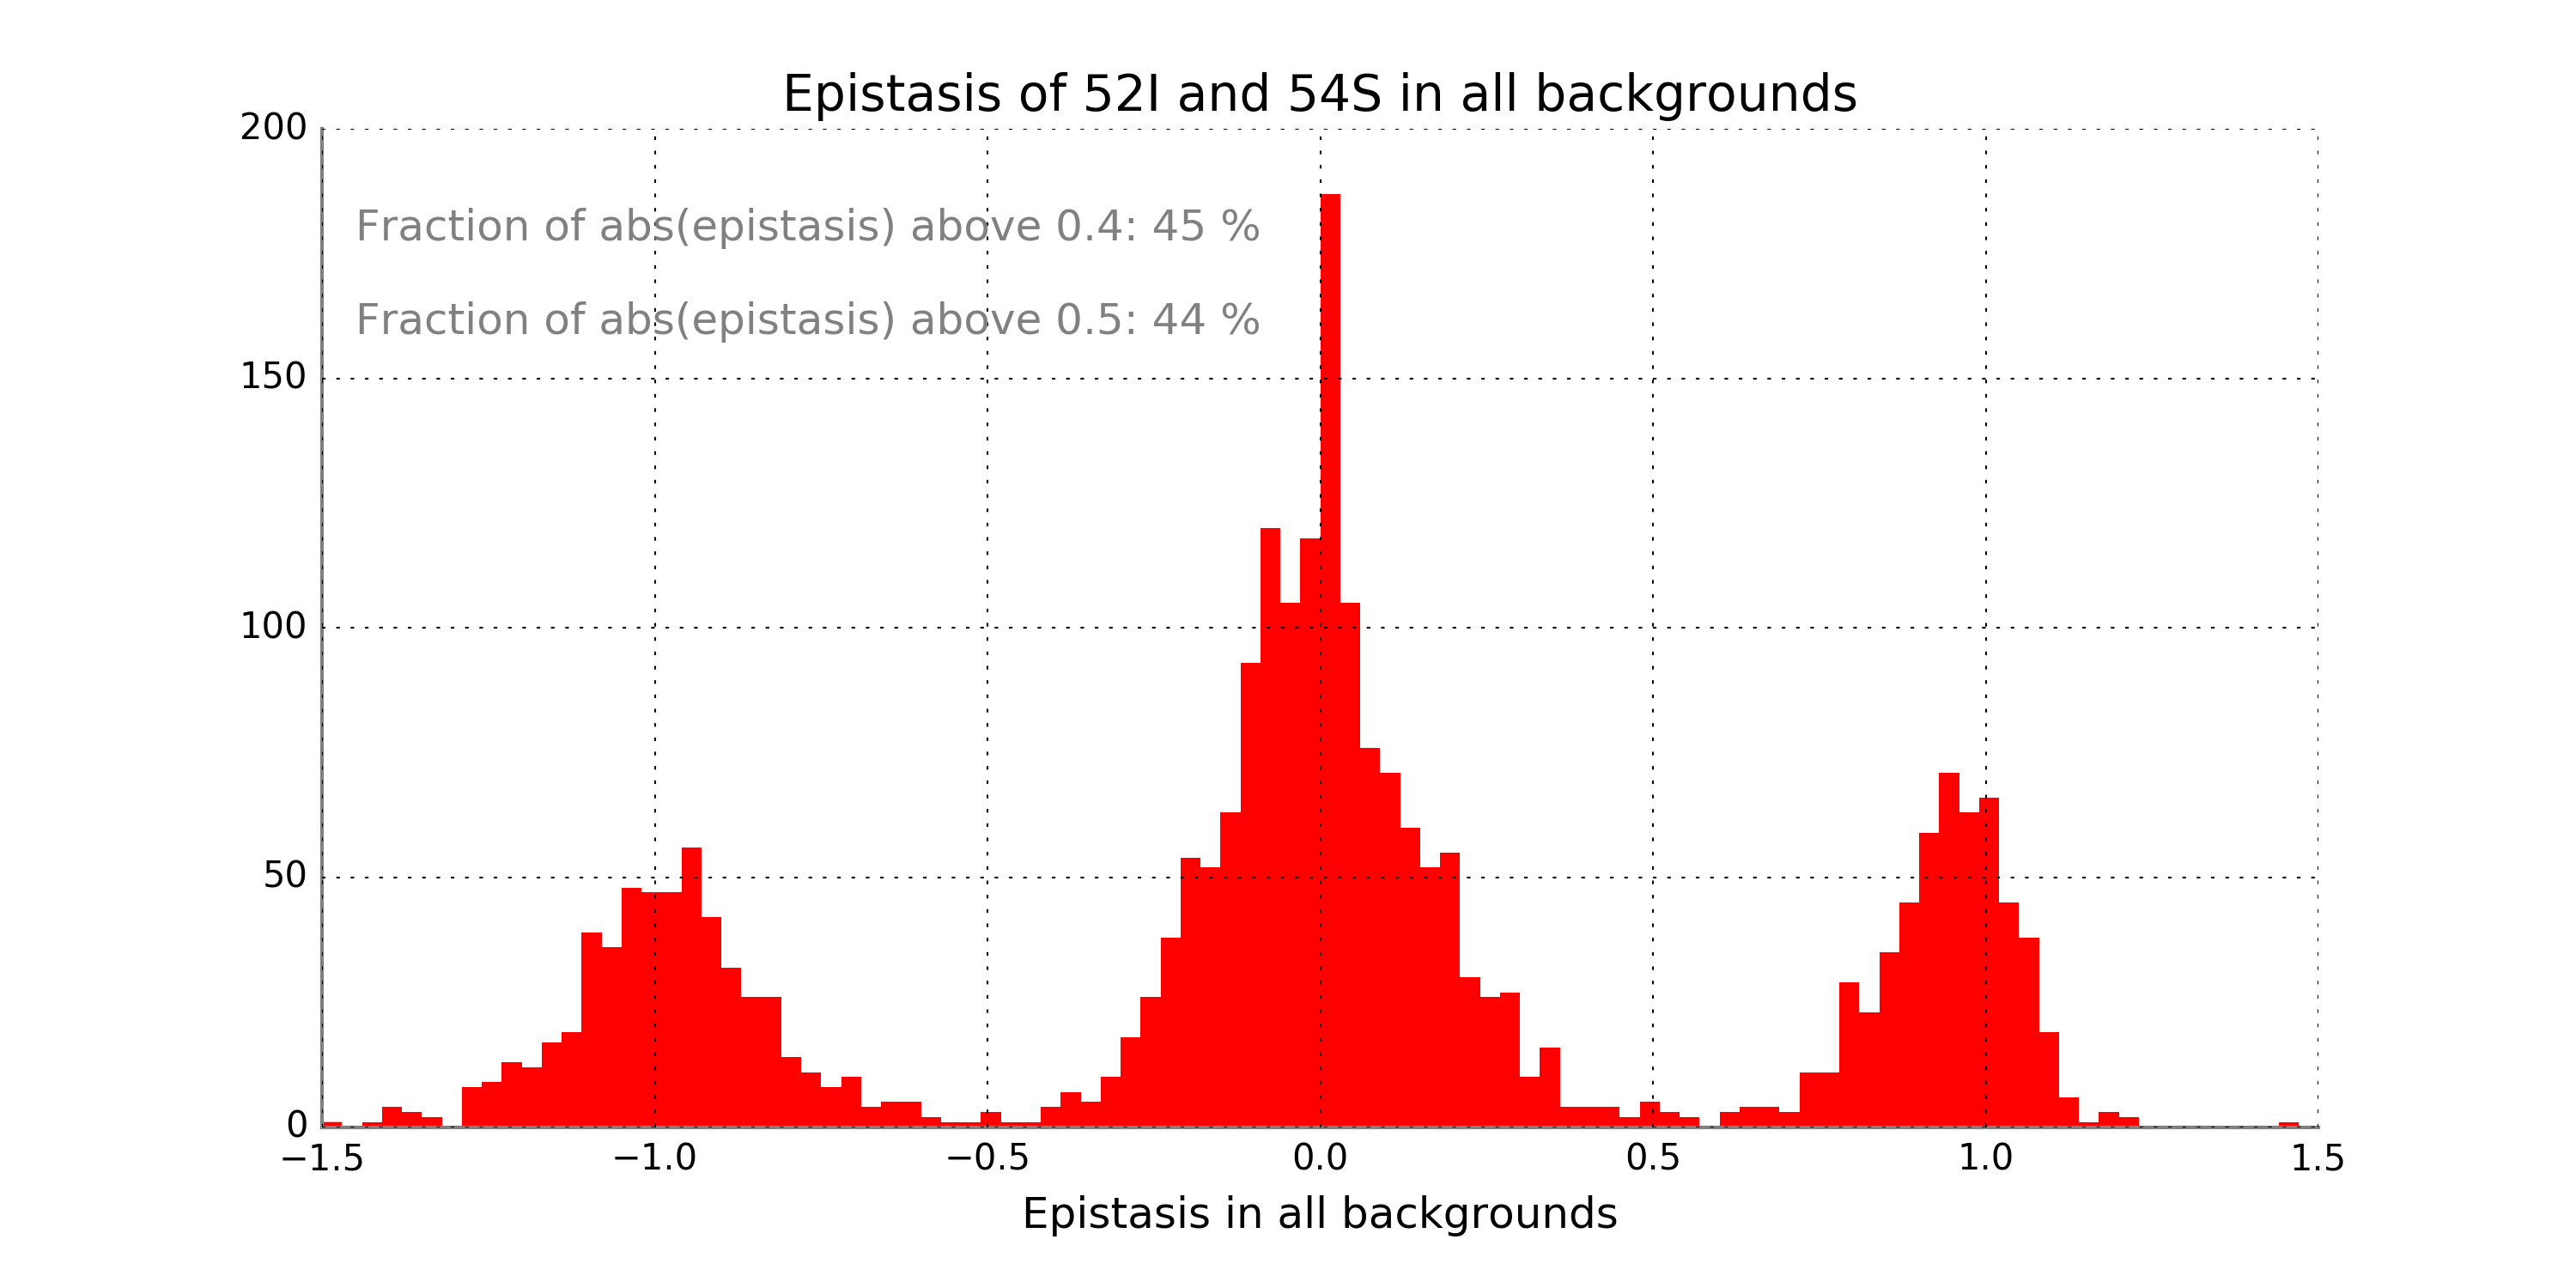 Epistasis of 52I and 54S in all backgrounds
200
150
100
50
0
Fraction of abs(epistasis) above 0.4: 45 %
Fraction of abs(epistasis) above 0.5: 44 %
−1.5 −1.0 −0.5 0.0 0.5 1.0 1.5
Epistasis in all backgrounds